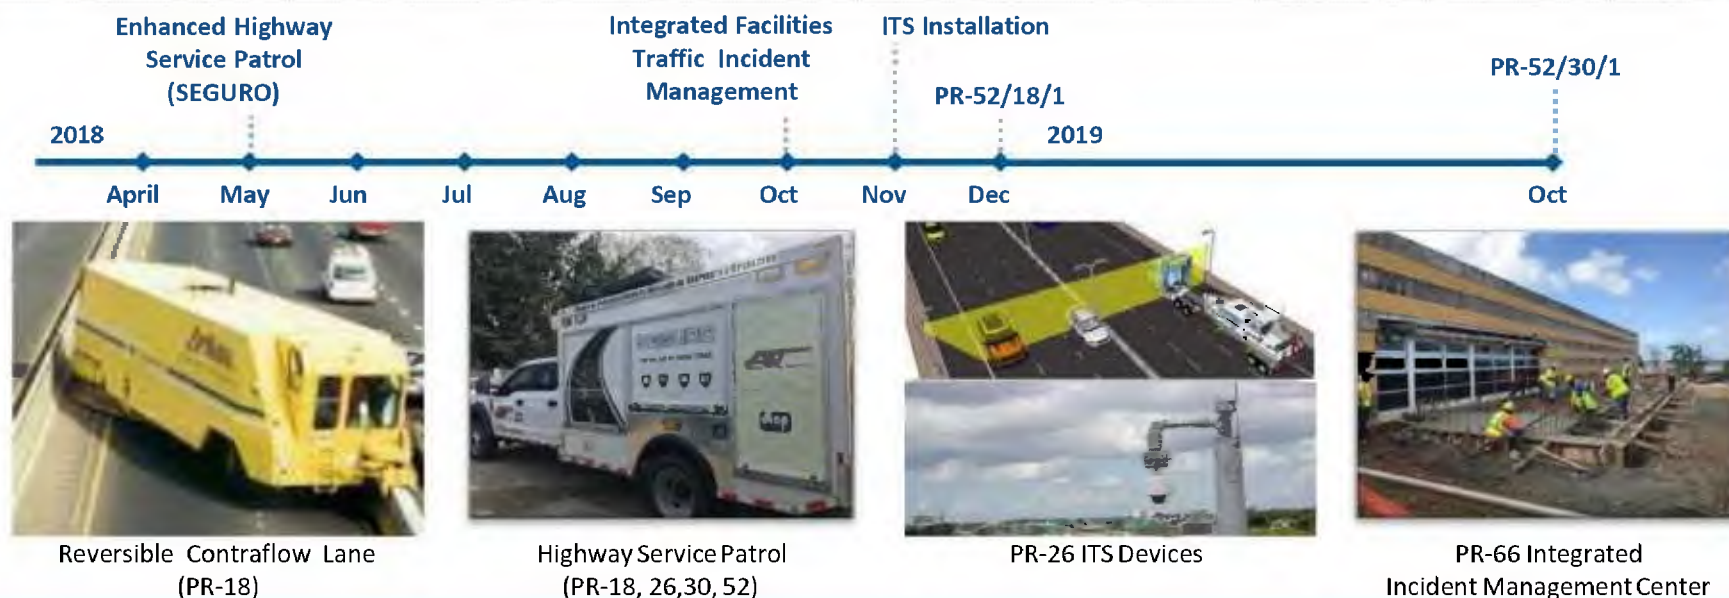 Enhanced Highway
Service Patrol
(SEGURO)
Integrated Facilities
Traffic Incident
Management
ITS Installation
PR-52/18/1
PR-52/30/1
2018
2019
April
May
Jun
Jul
Aug
Sep
Oct
Nov
Dec
Oct
Reversible Contraflow Lane
(PR-18)
Highway Service Patrol
(PR-18, 26,30, 52)
PR-26 ITS Devices
PR-66 Integrated
Incident Management Center